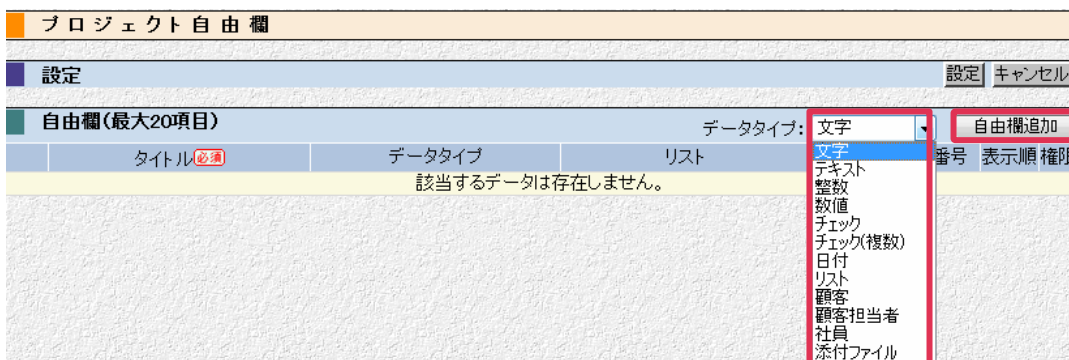 プロジェクト自由欄
設定 設定 キャンセル
自由欄(最大20項目) データタイプ: 文字 自由欄追加
タイトル 必須 データタイプ リスト 番号 表示順 権限
該当するデータは存在しません。
文字
テキスト
整数
数値
チェック
チェック(複数)
日付
リスト
顧客
顧客担当者
社員
添付ファイル